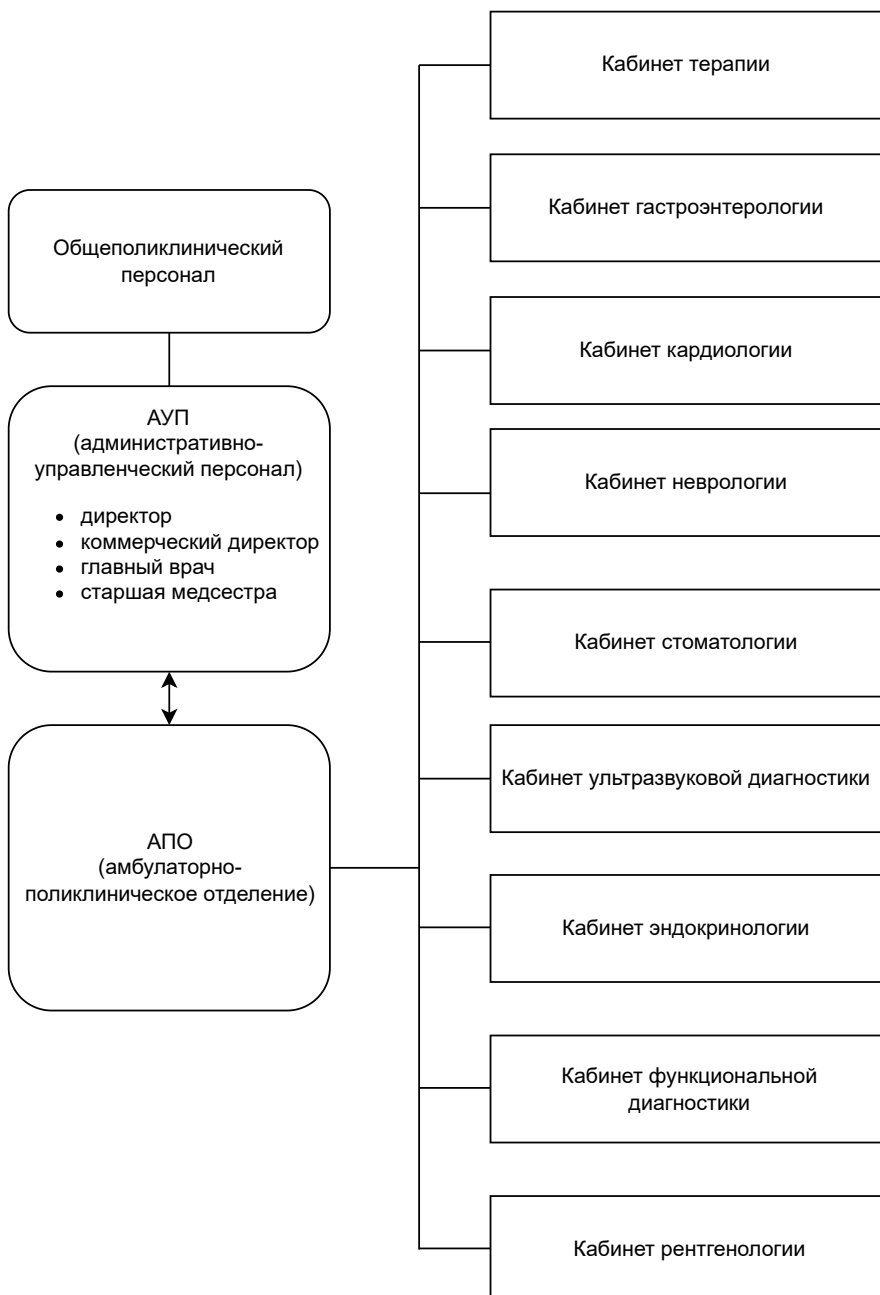 Кабинет терапии
Кабинет гастроэнтерологии
Общеполиклинический
персонал
Кабинет кардиологии
АУП
(административно-
управленческий персонал)
• директор
• коммерческий директор
• главный врач
• старшая медсестра
Кабинет неврологии
Кабинет стоматологии
Кабинет ультразвуковой диагностики
АПО
(амбулаторно-
поликлиническое отделение)
Кабинет эндокринологии
Кабинет функциональной
диагностики
Кабинет рентгенологии